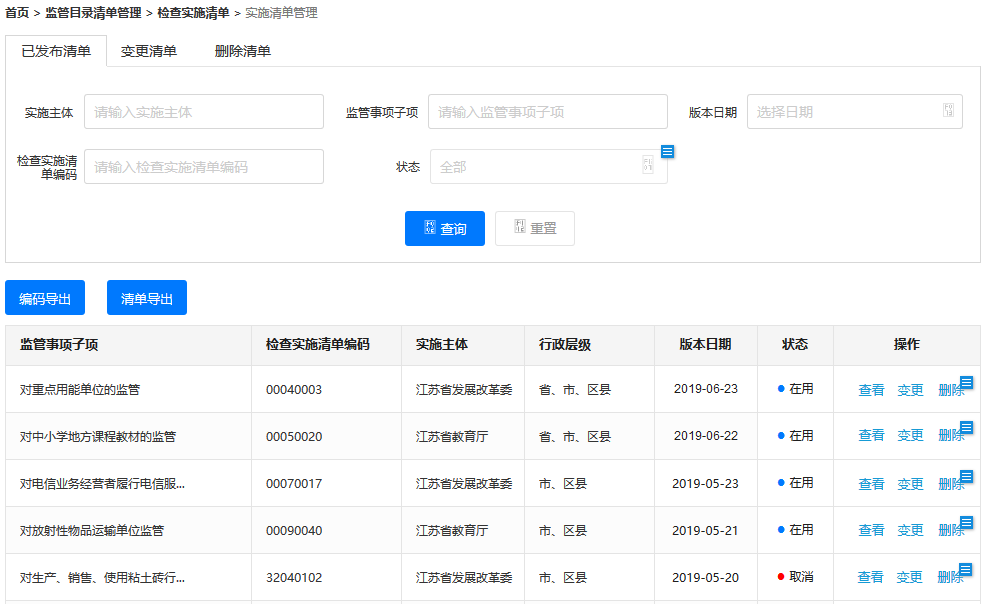 首页 > 监管目录清单管理 > 检查实施清单 > 实施清单管理
已发布清单 变更清单 删除清单
实施主体 请输入实施主体 监管事项子项 请输入监管事项子项 版本日期 选择日期
检查实施清
单编码 请输入检查实施清单编码 状态 全部
查询 重置
编码导出 清单导出
监管事项子项 检查实施清单编码 实施主体 行政层级 版本日期 状态 操作
对重点用能单位的监管 00040003 江苏省发展改革委 省、市、区县 2019-06-23 在用 查看 变更 删除
对中小学地方课程教材的监管 00050020 江苏省教育厅 省、市、区县 2019-06-22 在用 查看 变更 删除
对电信业务经营者履行电信服... 00070017 江苏省发展改革委 市、区县 2019-05-23 在用 查看 变更 删除
对放射性物品运输单位监管 00090040 江苏省教育厅 市、区县 2019-05-21 在用 查看 变更 删除
对生产、销售、使用粘土砖行... 32040102 江苏省发展改革委 市、区县 2019-05-20 取消 查看 变更 删除